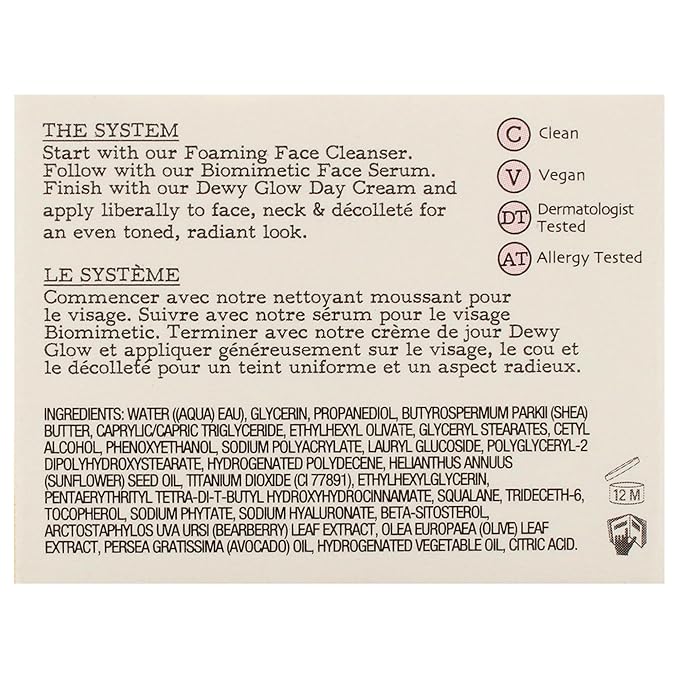 THE SYSTEM
Start with our Foaming Face Cleanser.
Follow with our Biomimetic Face Serum.
Finish with our Dewy Glow Day Cream and
apply liberally to face, neck & décolleté for
an even toned, radiant look.
C Clean
V Vegan
DT Dermatologist
Tested
AT Allergy Tested
LE SYSTÈME
Commencer avec notre nettoyant moussant pour
le visage. Suivre avec notre sérum pour le visage
Biomimetic. Terminer avec notre crème de jour Dewy
Glow et appliquer généreusement sur le visage, le cou et
le décolleté pour un teint uniforme et un aspect radieux.
INGREDIENTS: WATER ((AQUA) EAU), GLYCERIN, PROPANEDIOL, BUTYROSPERMUM PARKII (SHEA)
BUTTER, CAPRYLIC/CAPRIC TRIGLYCERIDE, ETHYLHEXYL OLIVATE, GLYCERYL STEARATES, CETYL
ALCOHOL, PHENOXYETHANOL, SODIUM POLYACRYLATE, LAURYL GLUCOSIDE, POLYGLYCERYL-2
DIPOLYHYDROXYSTEARATE, HYDROGENATED POLYDECENE, HELIANTHUS ANNUUS
(SUNFLOWER) SEED OIL, TITANIUM DIOXIDE (CI 77891), ETHYLHEXYLGLYCERIN,
PENTAERYTHRITYL TETRA-DI-T-BUTYL HYDROXYHYDROCINNAMATE, SQUALANE, TRIDECETH-6,
TOCOPHEROL, SODIUM PHYTATE, SODIUM HYALURONATE, BETA-SITOSTEROL,
ARCTOSTAPHYLOS UVA URSI (BEARBERRY) LEAF EXTRACT, OLEA EUROPAEA (OLIVE) LEAF
EXTRACT, PERSEA GRATISSIMA (AVOCADO) OIL, HYDROGENATED VEGETABLE OIL, CITRIC ACID.
12 M